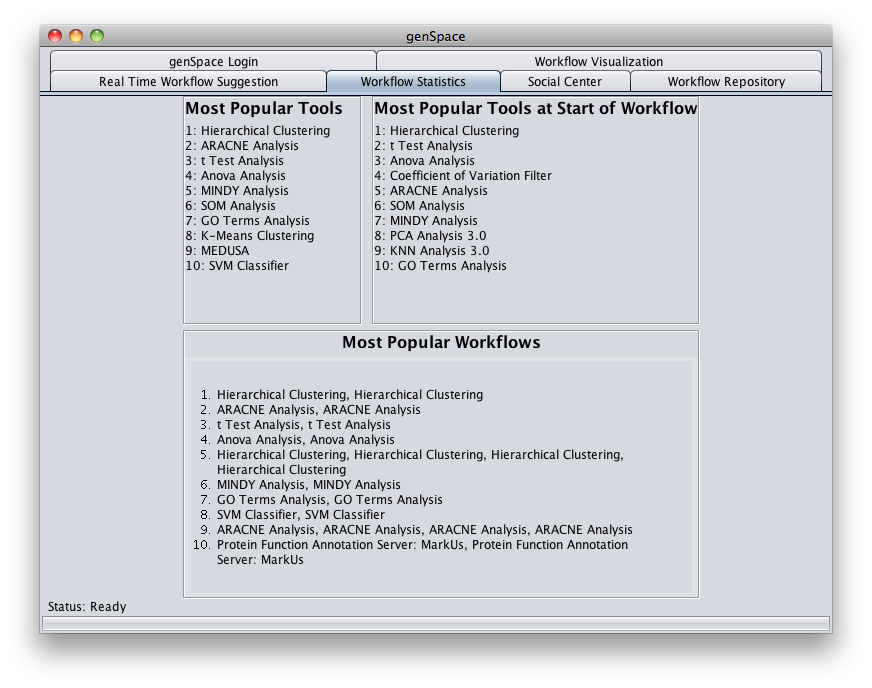 genSpace
genSpace Login
Workflow Visualization
Real Time Workflow Suggestion
Workflow Statistics
Social Center
Workflow Repository
Most Popular Tools
1: Hierarchical Clustering
2: ARACNE Analysis
3: t Test Analysis
4: Anova Analysis
5: MINDY Analysis
6: SOM Analysis
7: GO Terms Analysis
8: K-Means Clustering
9: MEDUSA
10: SVM Classifier
Most Popular Tools at Start of Workflow
1: Hierarchical Clustering
2: t Test Analysis
3: Anova Analysis
4: Coefficient of Variation Filter
5: ARACNE Analysis
6: SOM Analysis
7: MINDY Analysis
8: PCA Analysis 3.0
9: KNN Analysis 3.0
10: GO Terms Analysis
Most Popular Workflows
1. Hierarchical Clustering, Hierarchical Clustering
2. ARACNE Analysis, ARACNE Analysis
3. t Test Analysis, t Test Analysis
4. Anova Analysis, Anova Analysis
5. Hierarchical Clustering, Hierarchical Clustering, Hierarchical Clustering,
Hierarchical Clustering
6. MINDY Analysis, MINDY Analysis
7. GO Terms Analysis, GO Terms Analysis
8. SVM Classifier, SVM Classifier
9. ARACNE Analysis, ARACNE Analysis, ARACNE Analysis, ARACNE Analysis
10. Protein Function Annotation Server: MarkUs, Protein Function Annotation
Server: MarkUs
Status: Ready